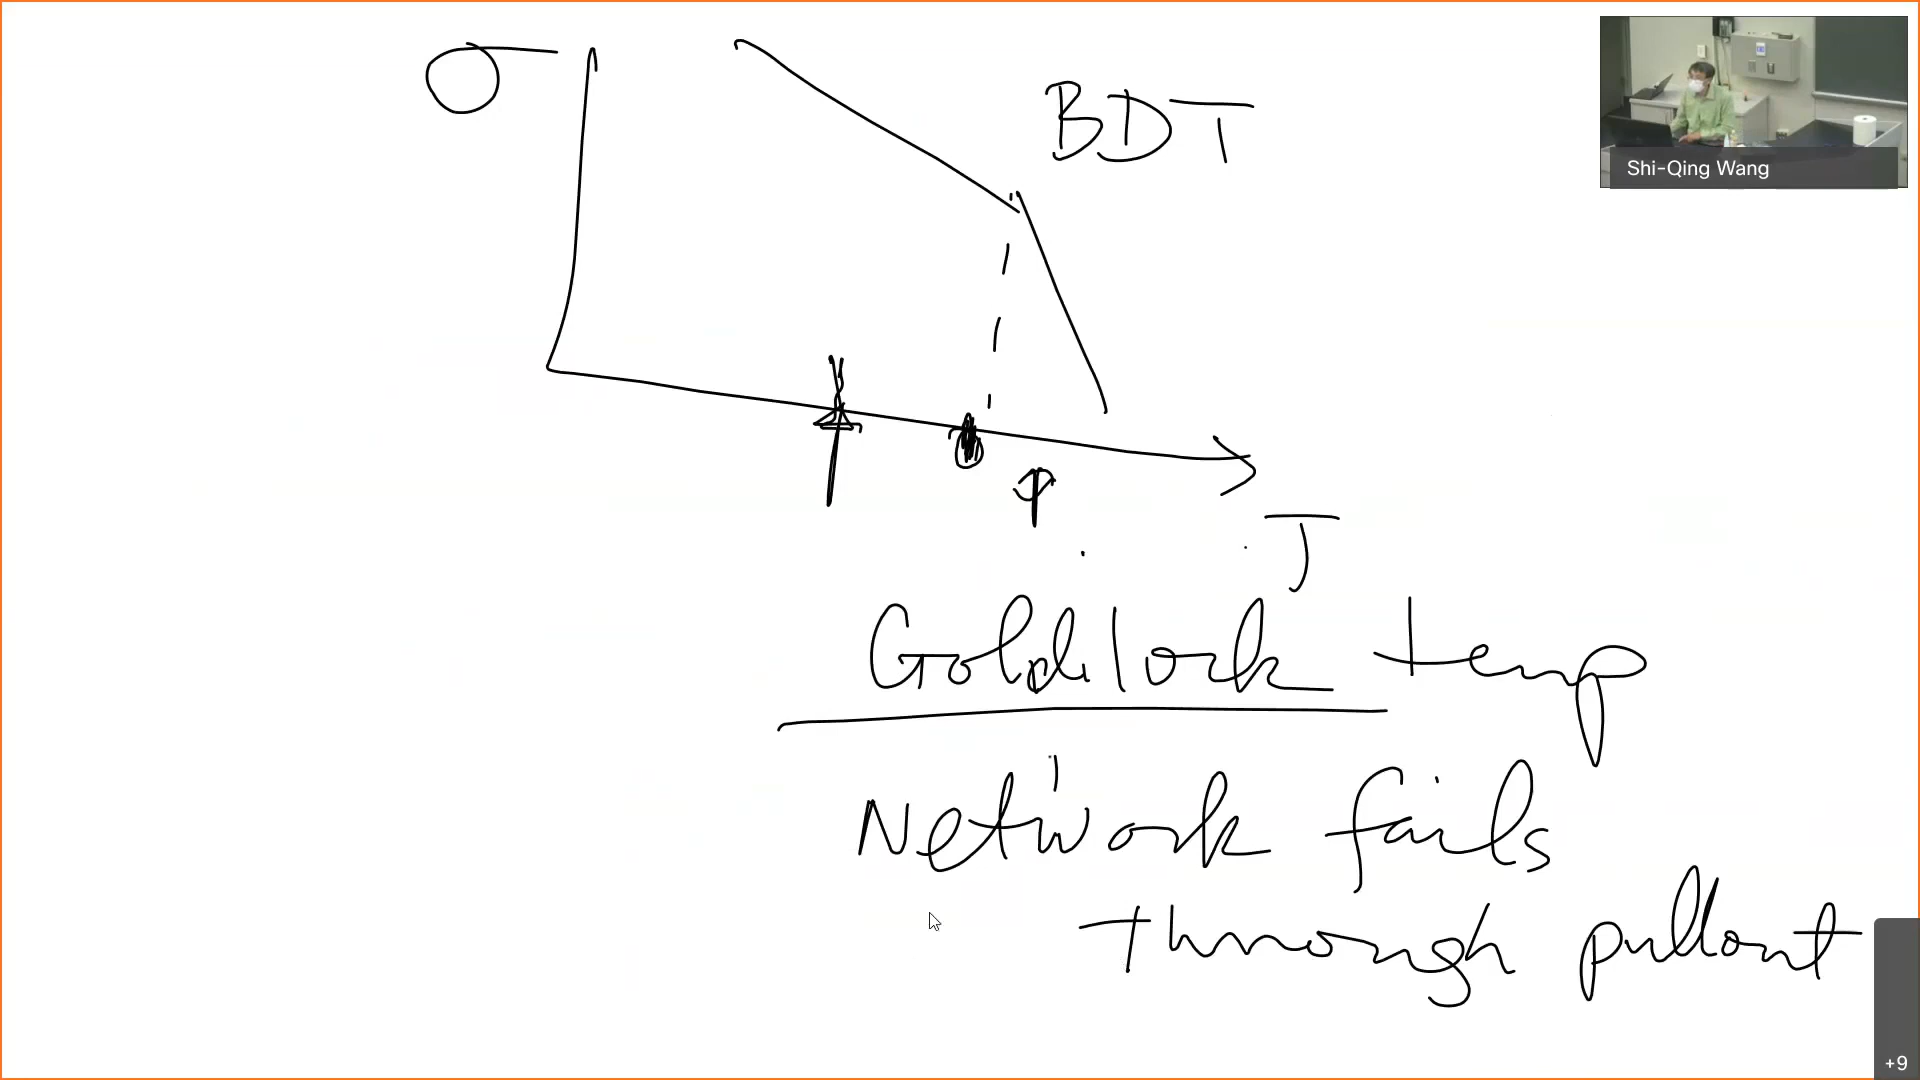 σ
BDT
Shi-Qing Wang
T
Goldilock temp
Network fails
through pullout
+9